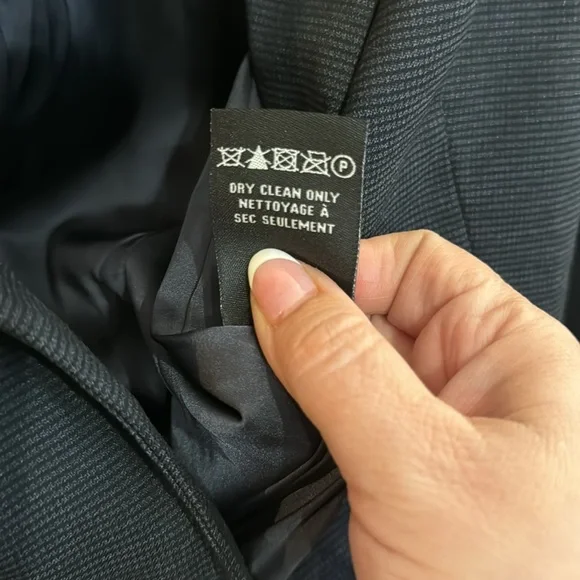 P
DRY CLEAN ONLY
NETTOYAGE À
SEC SEULEMENT